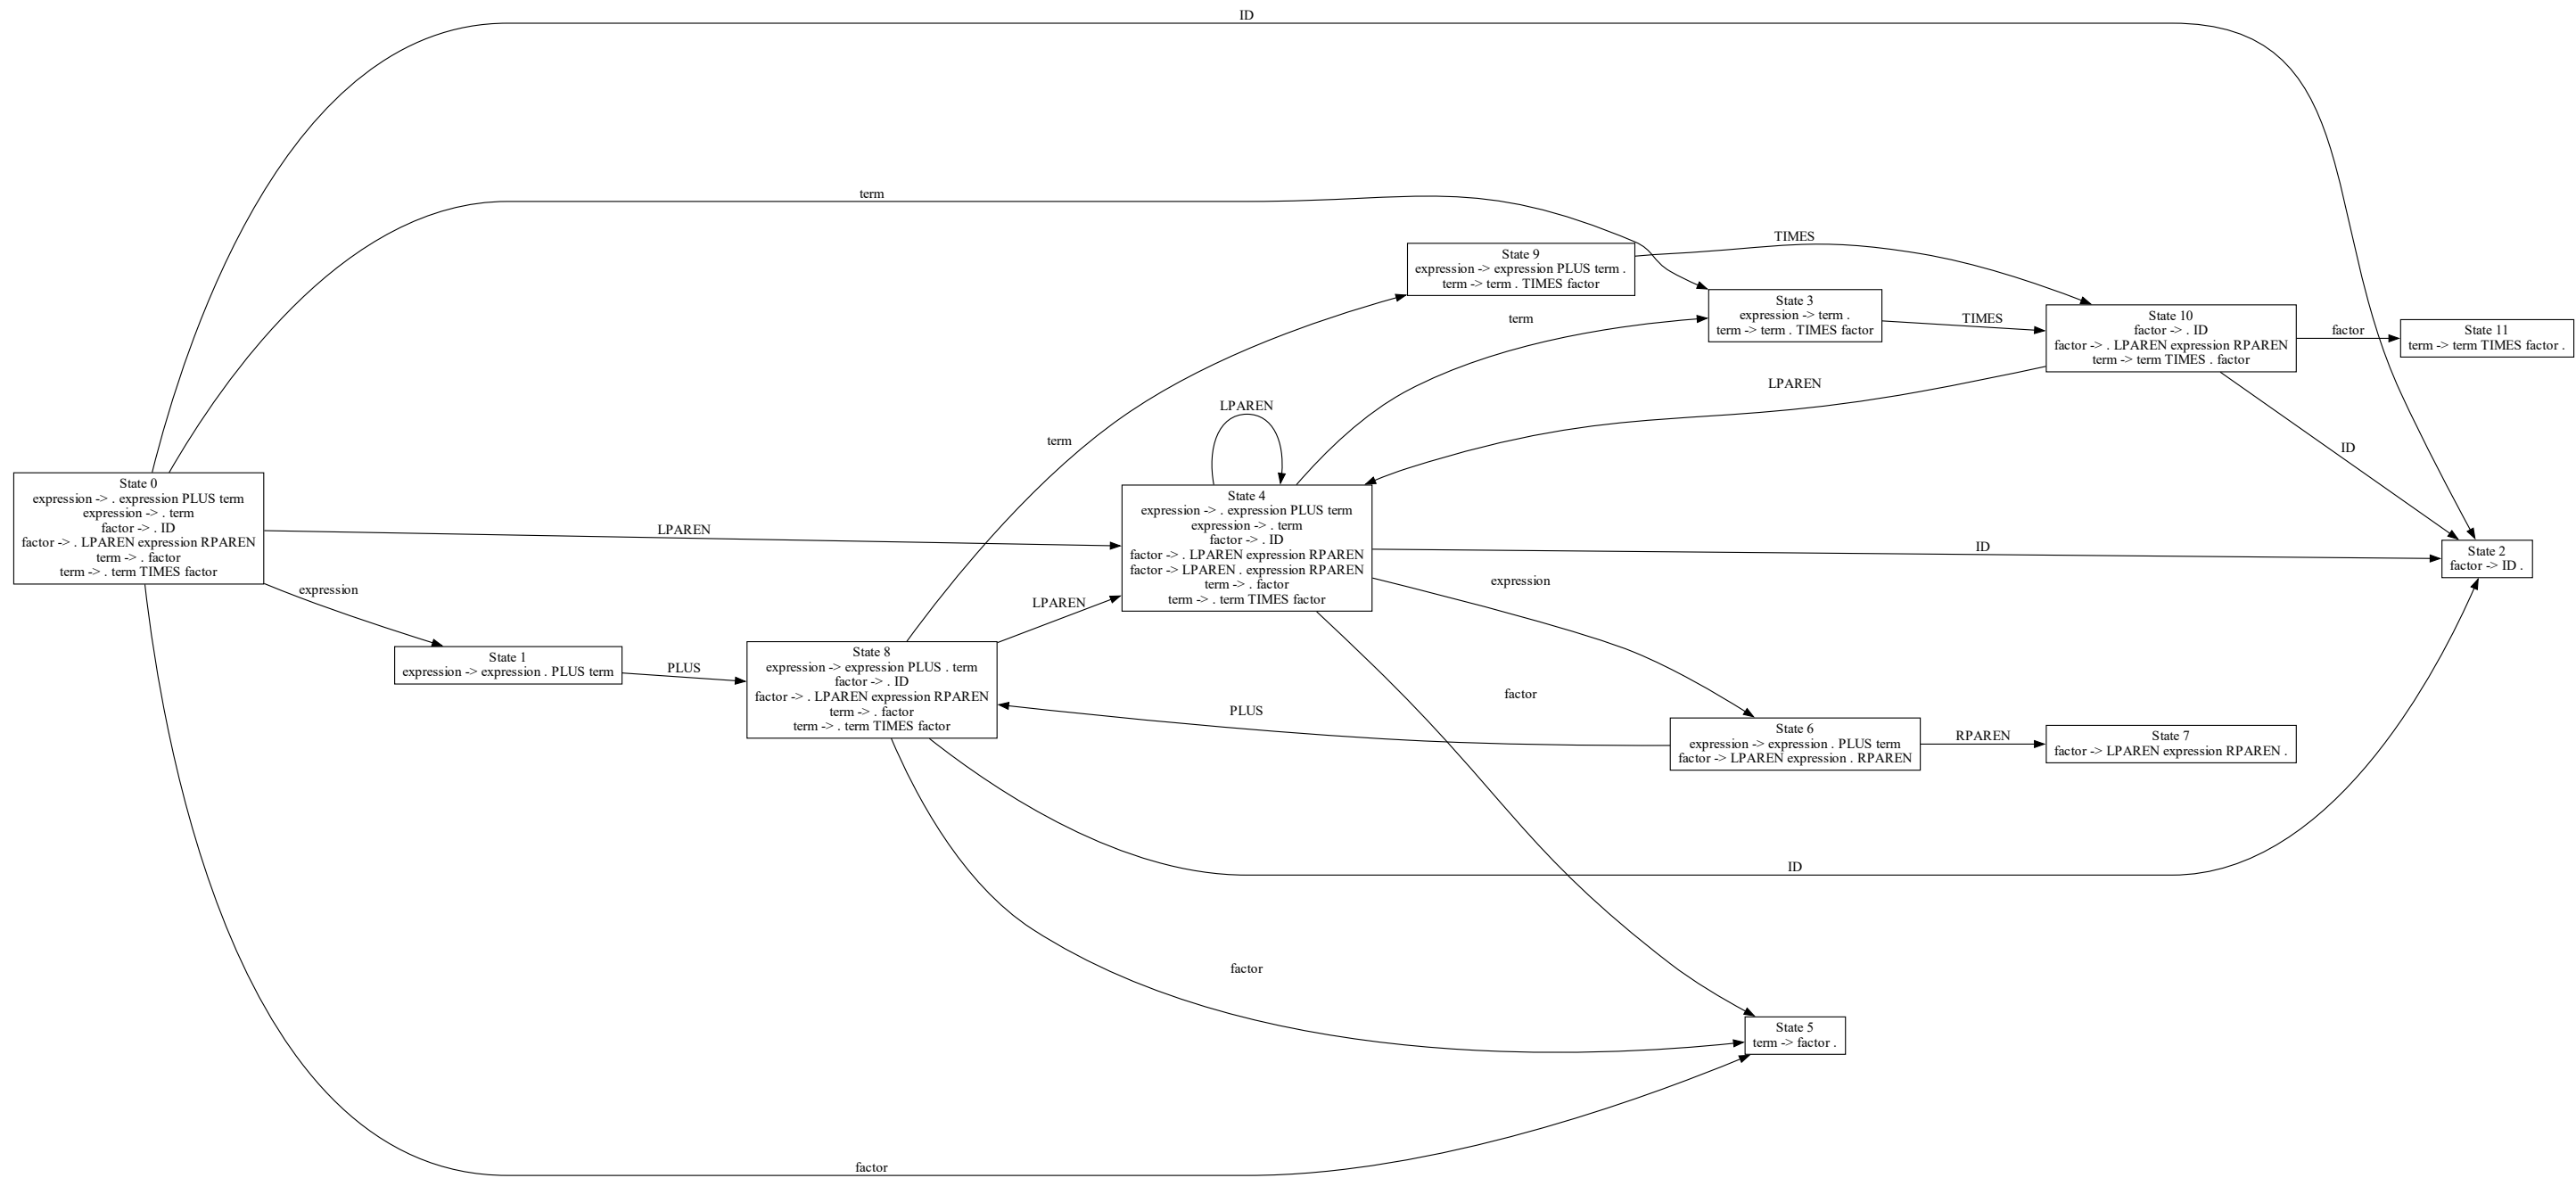 ID
term
State 9
expression -> expression PLUS term .
term -> term . TIMES factor
TIMES
State 3
expression -> term .
term -> term . TIMES factor
term
TIMES
State 10
factor -> . ID
factor -> . LPAREN expression RPAREN
term -> term TIMES . factor
factor
State 11
term -> term TIMES factor .
LPAREN
LPAREN
term
ID
State 0
expression -> . expression PLUS term
expression -> . term
factor -> . ID
factor -> . LPAREN expression RPAREN
term -> . factor
term -> . term TIMES factor
LPAREN
State 4
expression -> . expression PLUS term
expression -> . term
factor -> . ID
factor -> . LPAREN expression RPAREN
factor -> LPAREN . expression RPAREN
term -> . factor
term -> . term TIMES factor
ID
State 2
factor -> ID .
expression
expression
LPAREN
State 1
expression -> expression . PLUS term
PLUS
State 8
expression -> expression PLUS . term
factor -> . ID
factor -> . LPAREN expression RPAREN
term -> . factor
term -> . term TIMES factor
factor
PLUS
State 6
expression -> expression . PLUS term
factor -> LPAREN expression . RPAREN
RPAREN
State 7
factor -> LPAREN expression RPAREN .
ID
factor
State 5
term -> factor .
factor